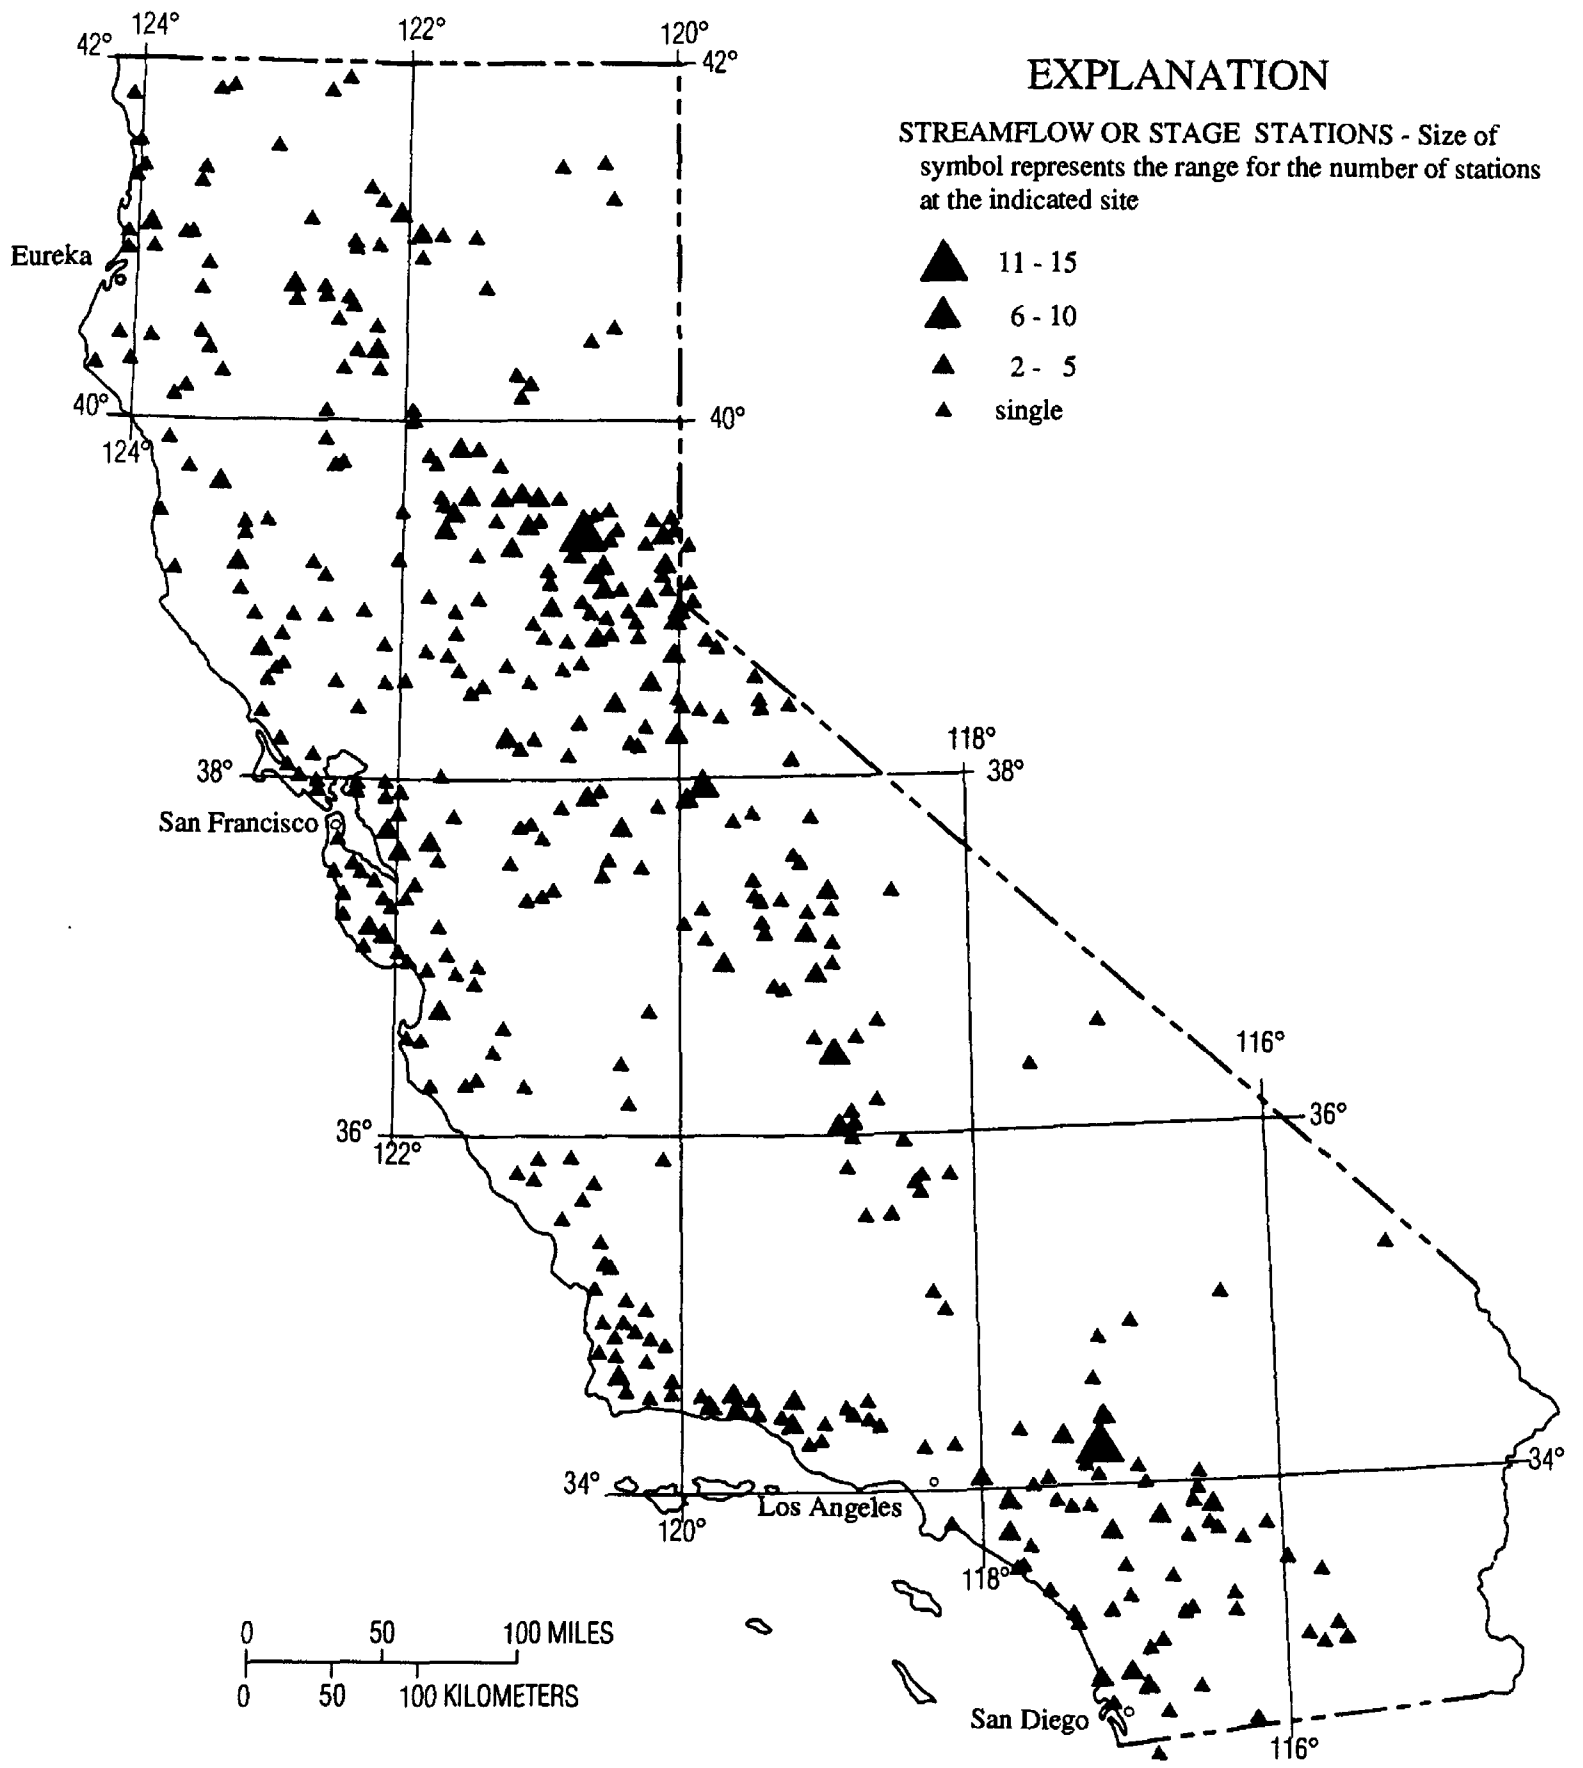 124°
122°
120°
42°
42°
EXPLANATION
STREAMFLOW OR STAGE STATIONS - Size of
symbol represents the range for the number of stations
at the indicated site
11 - 15
6 - 10
2 - 5
single
Eureka
40°
40°
124°
118°
38°
38°
San Francisco
116°
36°
36°
122°
34°
34°
Los Angeles
120°
118°
0 50 100 MILES
0 50 100 KILOMETERS
San Diego
116°